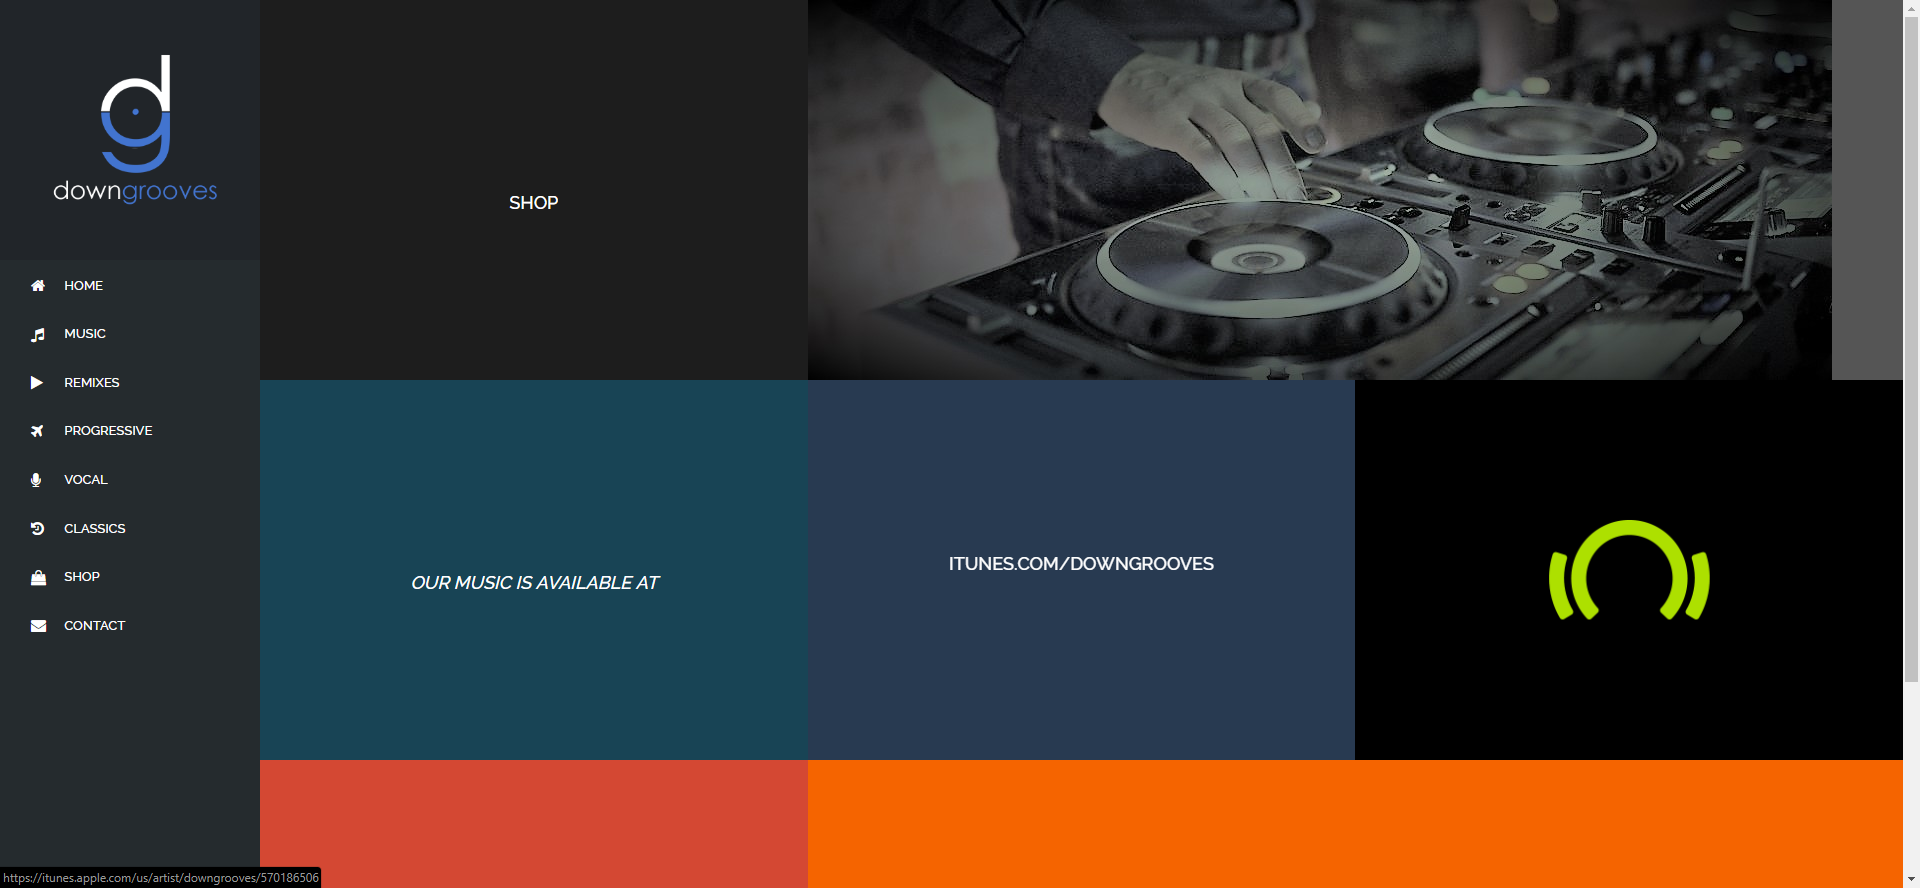 downgrooves
HOME
MUSIC
REMIXES
PROGRESSIVE
VOCAL
CLASSICS
SHOP
CONTACT
SHOP
OUR MUSIC IS AVAILABLE AT
ITUNES.COM/DOWNGROOVES
https://itunes.apple.com/us/artist/downgrooves/570186506